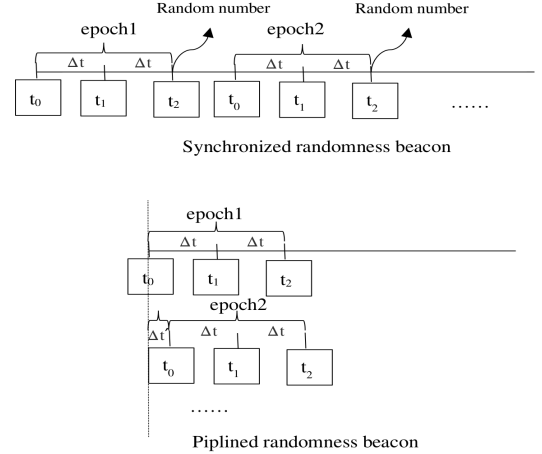 Random number Random number
epoch1 epoch2
Δt Δt Δt Δt
t0 t1 t2 t0 t1 t2 ......
Synchronized randomness beacon
epoch1
Δt Δt
t0 t1 t2
epoch2
Δt Δt Δt
t0 t1 t2
......
Piplined randomness beacon